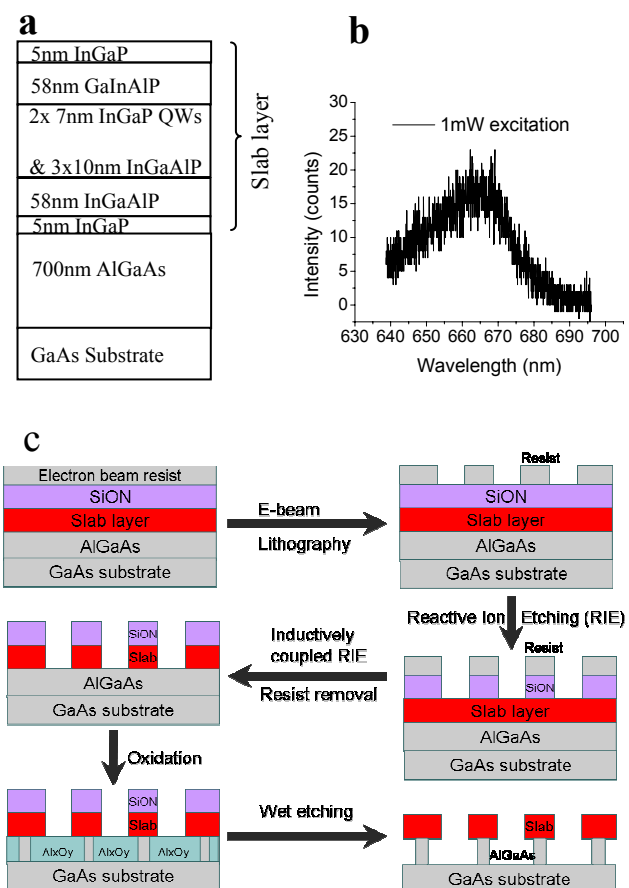 a
5nm InGaP
58nm GaInAlP
2x 7nm InGaP QWs
& 3x10nm InGaAlP
58nm InGaAlP
5nm InGaP
700nm AlGaAs
GaAs Substrate
Slab layer
b
30
25
20
15
10
5
0
1mW excitation
Intensity (counts)
630 640 650 660 670 680 690 700
Wavelength (nm)
c
Electron beam resist
SiON
Slab layer
AlGaAs
GaAs substrate
E-beam
Lithography
Resist
SiON
Slab layer
AlGaAs
GaAs substrate
Reactive Ion Etching (RIE)
Resist
SiON
Slab layer
AlGaAs
GaAs substrate
Inductively
coupled RIE
Resist removal
SiON
Slab
AlGaAs
GaAs substrate
Oxidation
SiON
Slab
AlxOy AlxOy AlxOy
GaAs substrate
Wet etching
Slab
AlGaAs
GaAs substrate